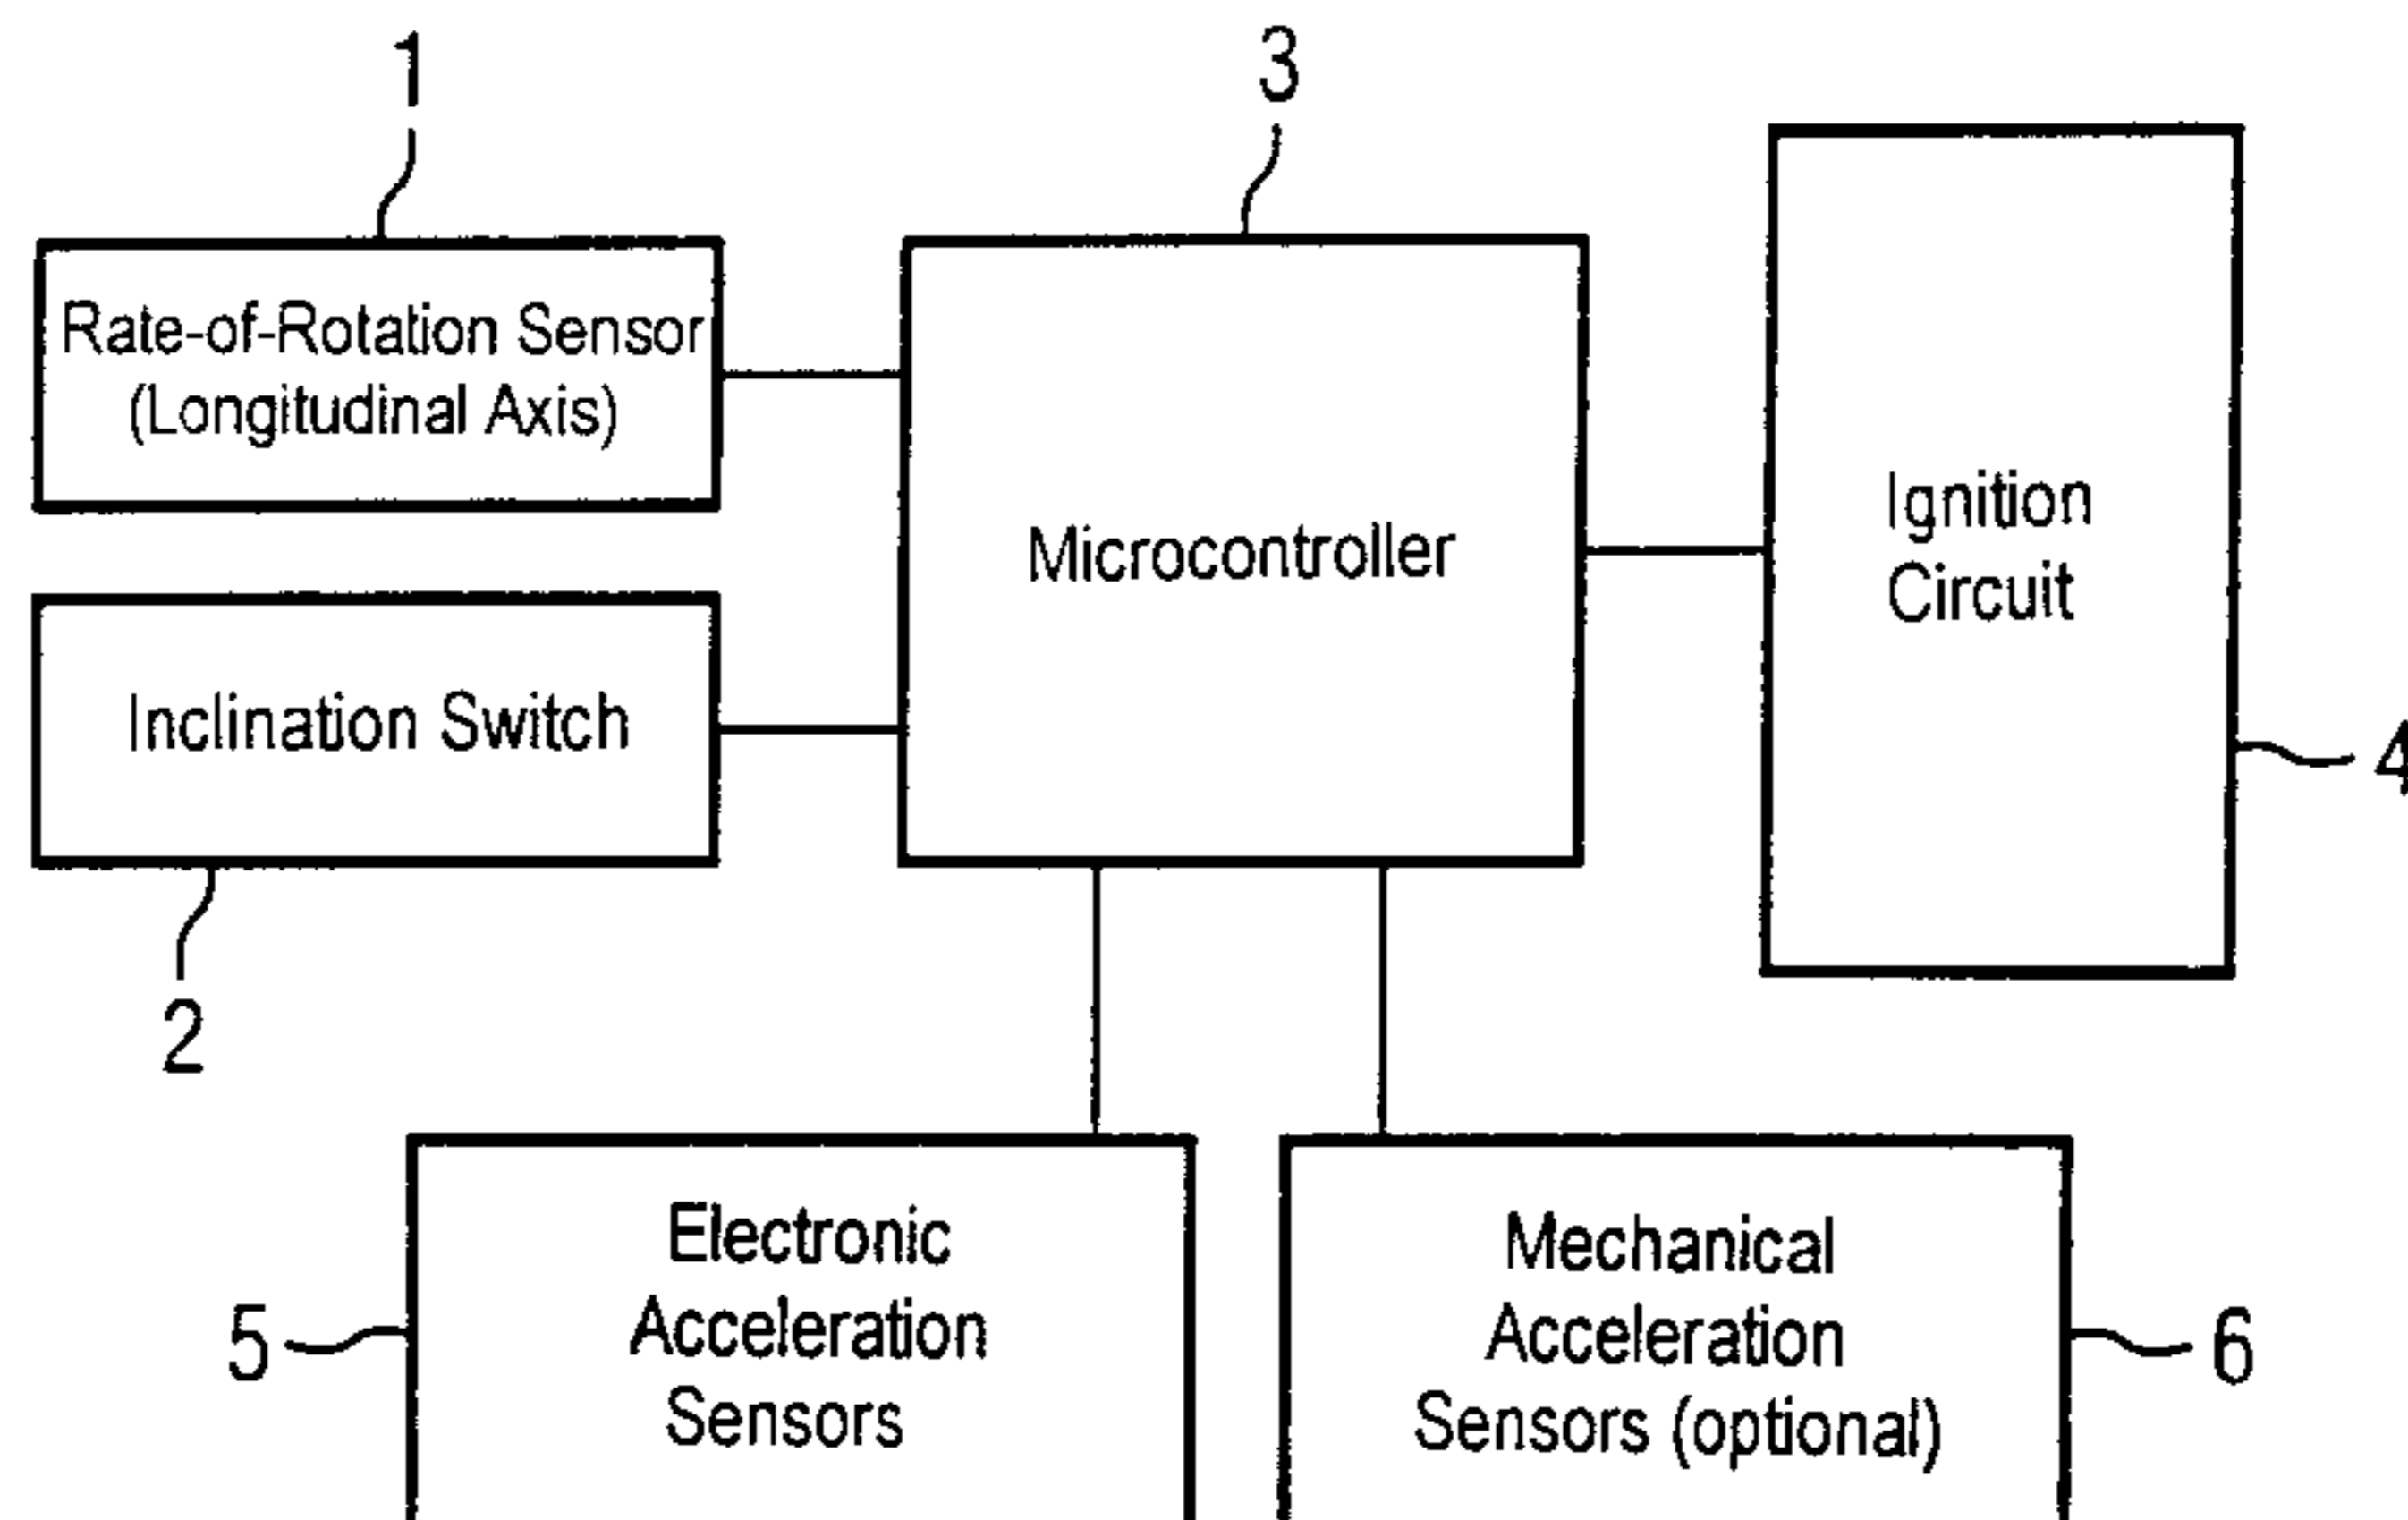 1
3
Rate-of-Rotation Sensor
(Longitudinal Axis)
Microcontroller
Ignition
Circuit
Inclination Switch
4
2
Electronic
Acceleration
Sensors
Mechanical
Acceleration
Sensors (optional)
5
6